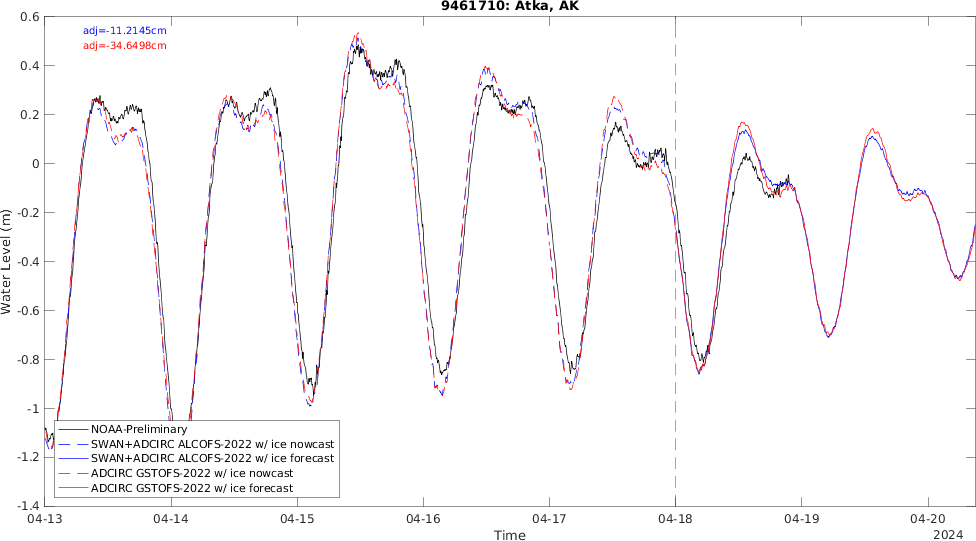 9461710: Atka, AK
adj=-11.2145cm
adj=-34.6498cm
Water Level (m)
0.6
0.4
0.2
0
-0.2
-0.4
-0.6
-0.8
-1
-1.2
-1.4
NOAA-Preliminary
SWAN+ADCIRC ALCOFS-2022 w/ ice nowcast
SWAN+ADCIRC ALCOFS-2022 w/ ice forecast
ADCIRC GSTOFS-2022 w/ ice nowcast
ADCIRC GSTOFS-2022 w/ ice forecast
04-13 04-14 04-15 04-16 04-17 04-18 04-19 04-20
Time
2024